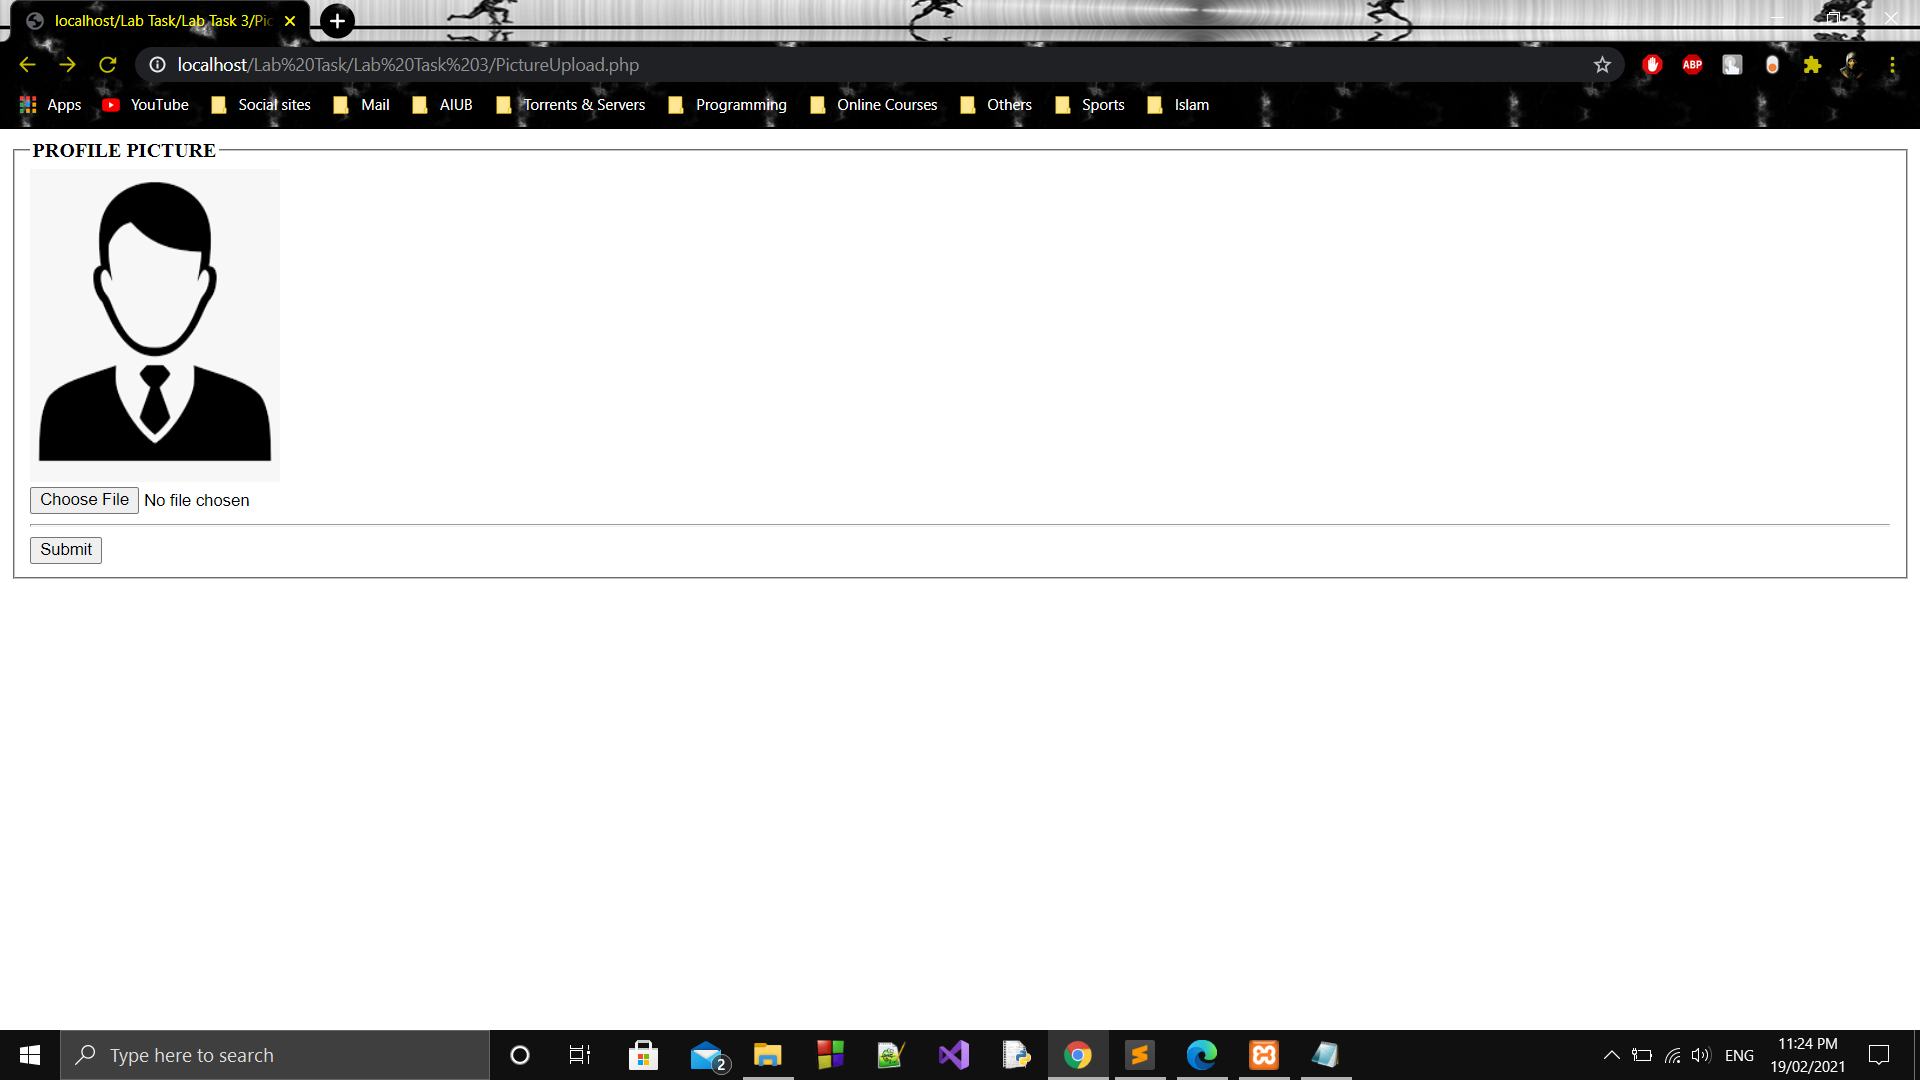 localhost/Lab Task/Lab Task 3/Pic
localhost/Lab%20Task/Lab%20Task%203/PictureUpload.php
ABP
Apps YouTube Social sites Mail AIUB Torrents & Servers Programming Online Courses Others Sports Islam
PROFILE PICTURE
Choose File No file chosen
Submit
Type here to search
2
ENG
11:24 PM
19/02/2021